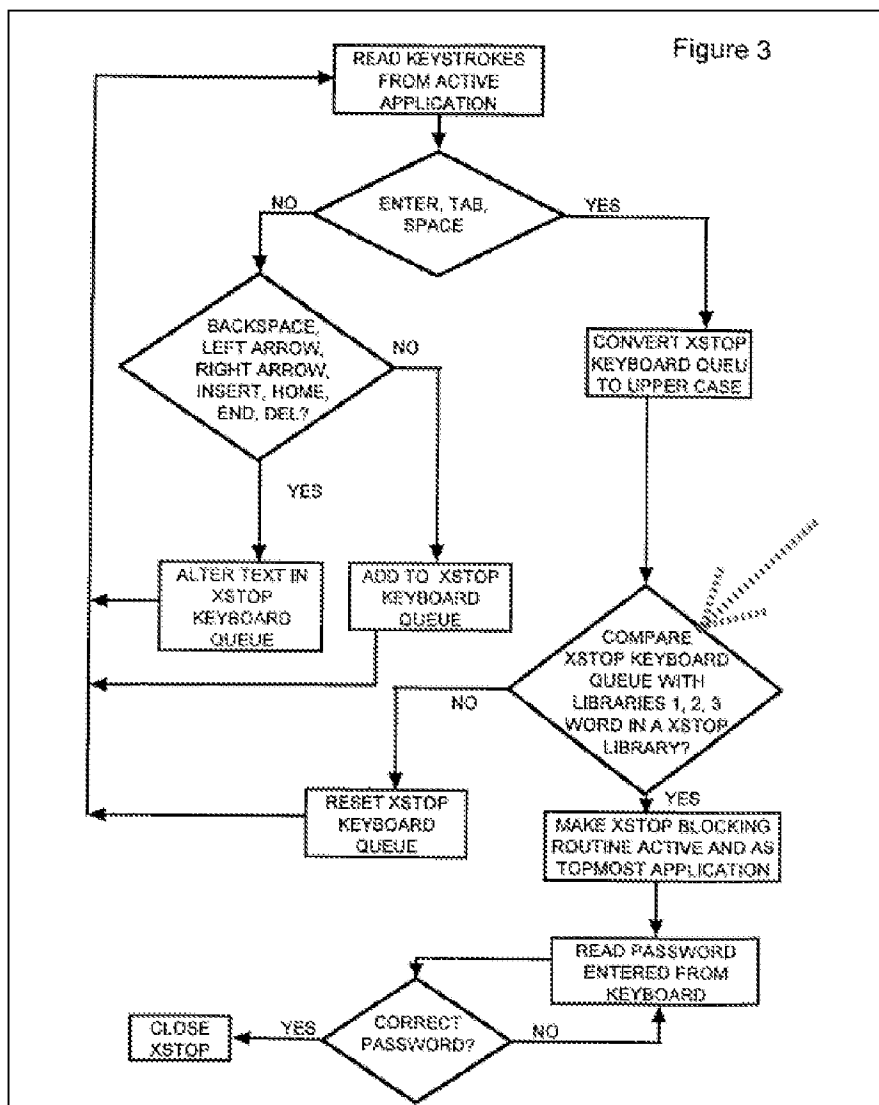 Figure 3
READ KEYSTROKES
FROM ACTIVE
APPLICATION
ENTER, TAB,
SPACE
NO
YES
BACKSPACE,
LEFT ARROW,
RIGHT ARROW,
INSERT, HOME,
END, DEL?
NO
YES
CONVERT XSTOP
KEYBOARD QUEU
TO UPPER CASE
ALTER TEXT IN
XSTOP
KEYBOARD
QUEUE
ADD TO XSTOP
KEYBOARD
QUEUE
COMPARE
XSTOP KEYBOARD
QUEUE WITH
LIBRARIES 1, 2, 3
WORD IN A XSTOP
LIBRARY?
NO
YES
RESET XSTOP
KEYBOARD
QUEUE
MAKE XSTOP BLOCKING
ROUTINE ACTIVE AND AS
TOPMOST APPLICATION
READ PASSWORD
ENTERED FROM
KEYBOARD
CORRECT
PASSWORD?
YES
NO
CLOSE
XSTOP